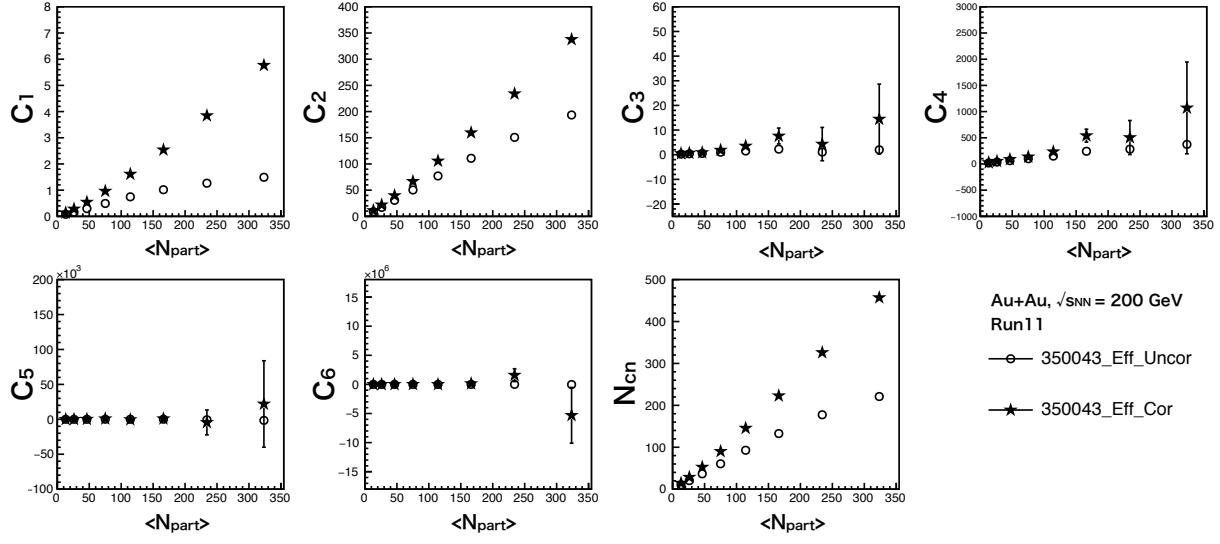 C1
8
7
6
5
4
3
2
1
0
0 50 100 150 200 250 300 350
<Npart>
C2
400
350
300
250
200
150
100
50
0
0 50 100 150 200 250 300 350
<Npart>
C3
60
50
40
30
20
10
0
−10
−20
0 50 100 150 200 250 300 350
<Npart>
C4
3000
2500
2000
1500
1000
500
0
−500
−1000
0 50 100 150 200 250 300 350
<Npart>
C5
×10³
200
150
100
50
0
−50
−100
0 50 100 150 200 250 300 350
<Npart>
C6
×10⁶
15
10
5
0
−5
−10
−15
0 50 100 150 200 250 300 350
<Npart>
Ncn
500
400
300
200
100
0
0 50 100 150 200 250 300 350
<Npart>
Au+Au, √sNN = 200 GeV
Run11
350043_Eff_Uncor
350043_Eff_Cor